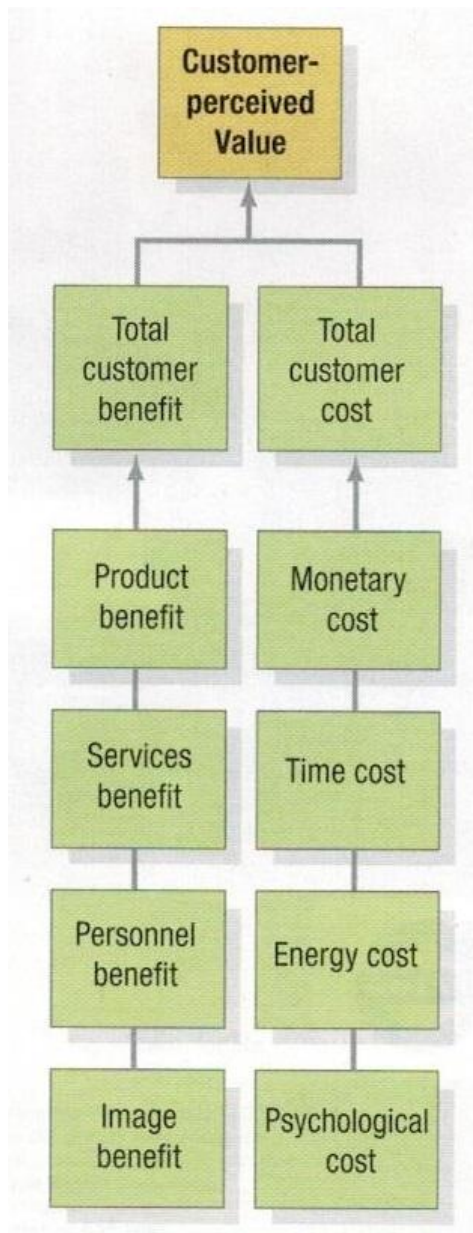 Customer-
perceived
Value
Total
customer
benefit
Total
customer
cost
Product
benefit
Monetary
cost
Services
benefit
Time cost
Personnel
benefit
Energy cost
Image
benefit
Psychological
cost